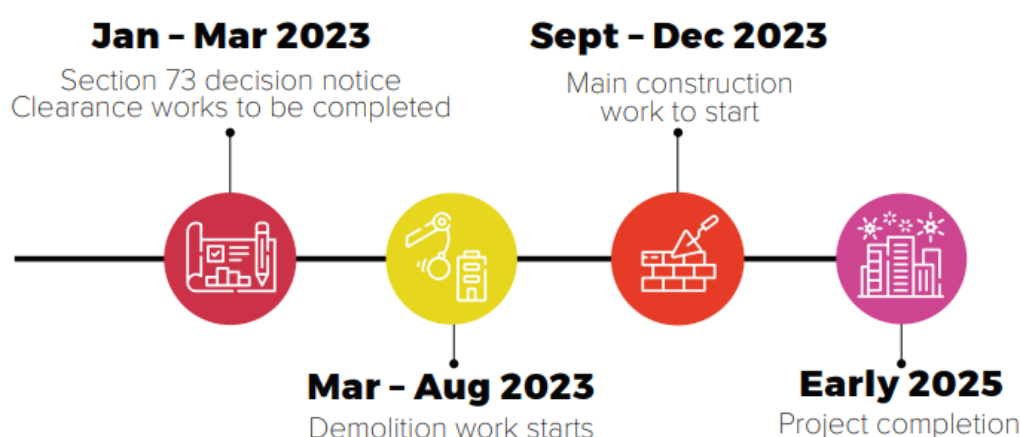 Jan – Mar 2023
Section 73 decision notice
Clearance works to be completed
Mar – Aug 2023
Demolition work starts
Sept – Dec 2023
Main construction
work to start
Early 2025
Project completion